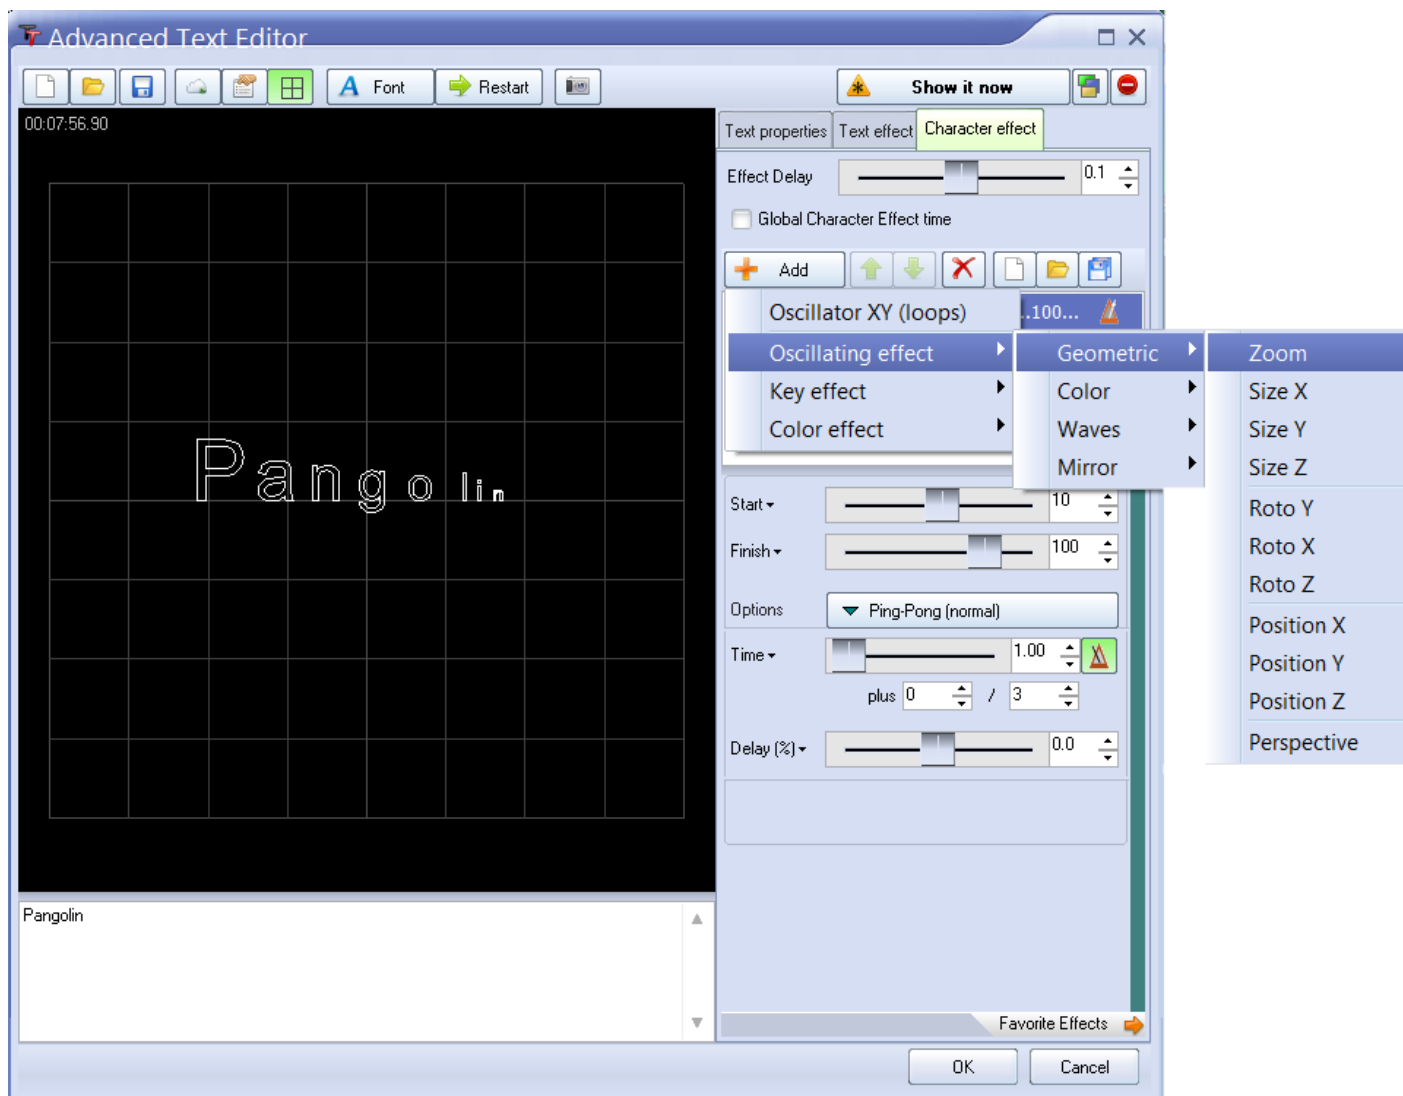 Advanced Text Editor
Font
Restart
Show it now
00:07:56.90
Text properties
Text effect
Character effect
Effect Delay
0.1
Global Character Effect time
Add
Oscillator XY (loops)
..100...
Oscillating effect
Key effect
Color effect
Geometric
Color
Waves
Mirror
Zoom
Size X
Size Y
Size Z
Roto Y
Roto X
Roto Z
Position X
Position Y
Position Z
Perspective
Pangolin
Start
10
Finish
100
Options
Ping-Pong (normal)
Time
1.00
plus 0 / 3
Delay (%)
0.0
Pangolin
Favorite Effects
OK
Cancel